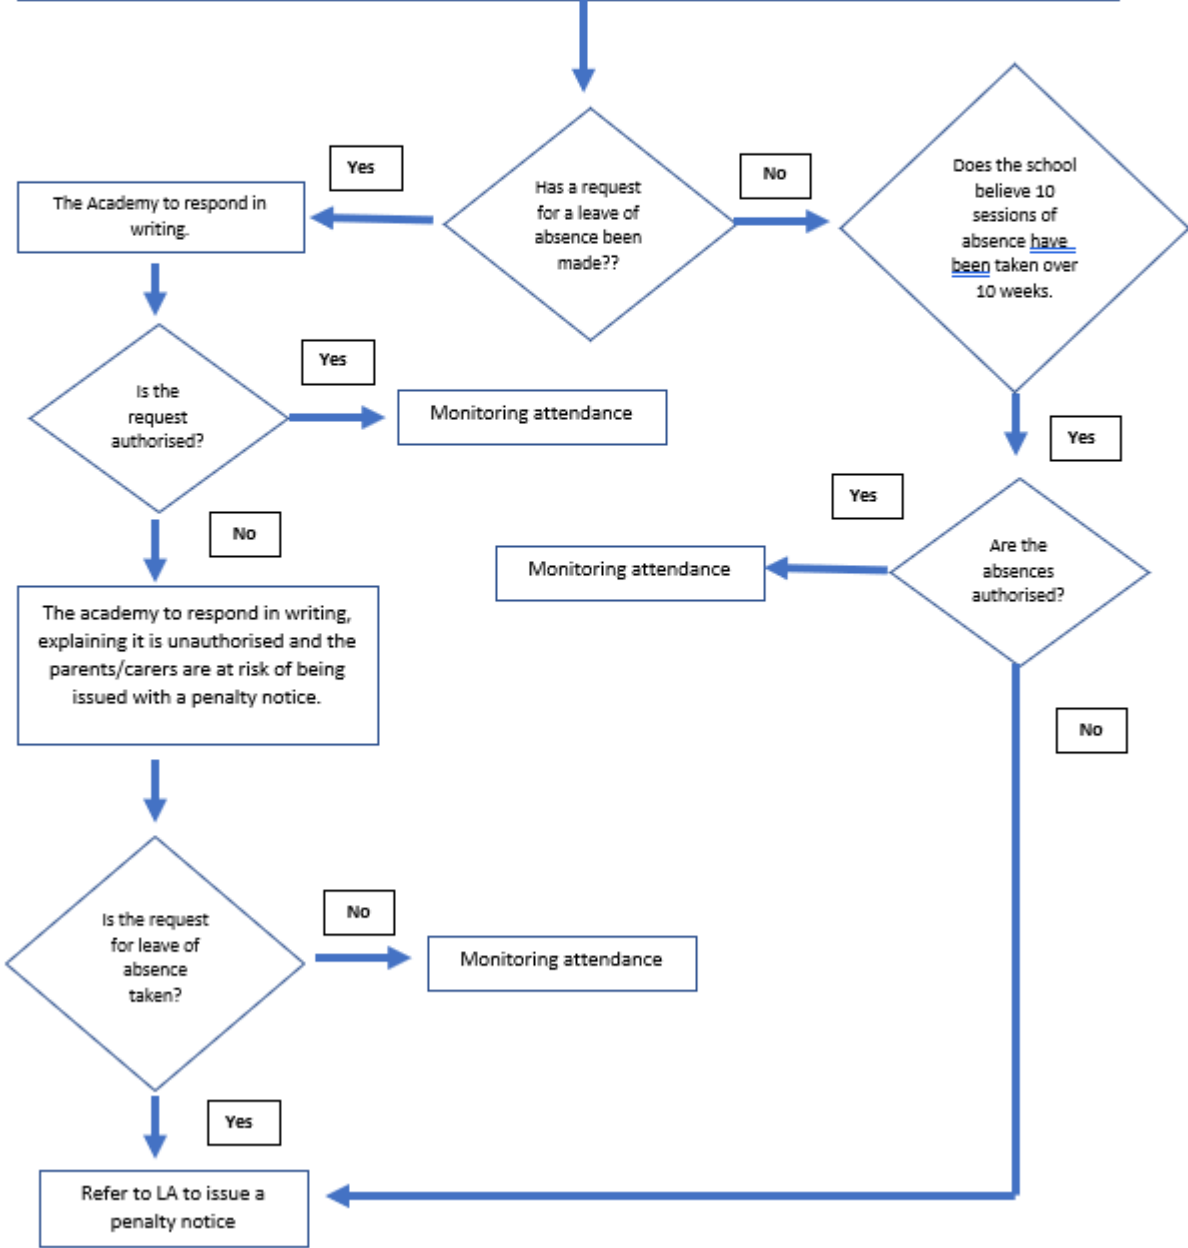 Has a request
for a leave of
absence been
made??
Yes
No
The Academy to respond in
writing.
Does the school
believe 10
sessions of
absence have
been taken over
10 weeks.
Is the
request
authorised?
Yes
Monitoring attendance
No
Yes
Are the
absences
authorised?
Yes
Monitoring attendance
No
The academy to respond in writing,
explaining it is unauthorised and the
parents/carers are at risk of being
issued with a penalty notice.
Is the request
for leave of
absence
taken?
No
Monitoring attendance
Yes
Refer to LA to issue a
penalty notice